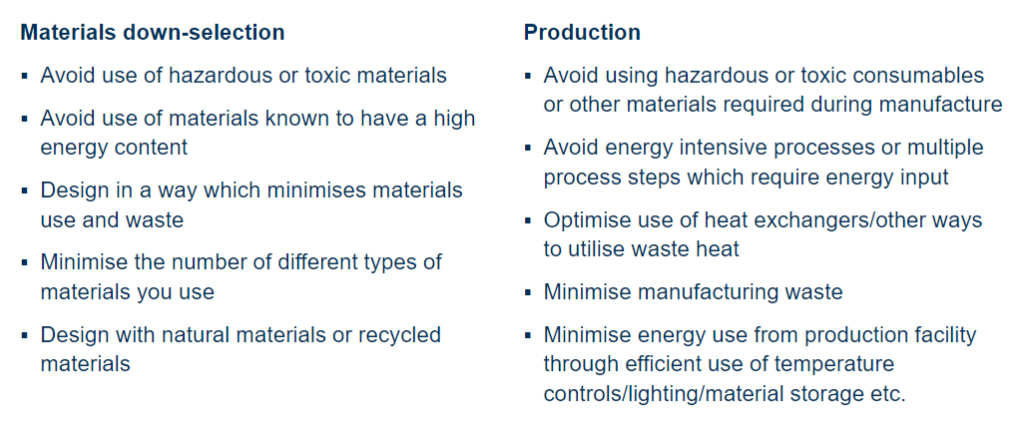 Materials down-selection
▪ Avoid use of hazardous or toxic materials
▪ Avoid use of materials known to have a high
energy content
▪ Design in a way which minimises materials
use and waste
▪ Minimise the number of different types of
materials you use
▪ Design with natural materials or recycled
materials
Production
▪ Avoid using hazardous or toxic consumables
or other materials required during manufacture
▪ Avoid energy intensive processes or multiple
process steps which require energy input
▪ Optimise use of heat exchangers/other ways
to utilise waste heat
▪ Minimise manufacturing waste
▪ Minimise energy use from production facility
through efficient use of temperature
controls/lighting/material storage etc.